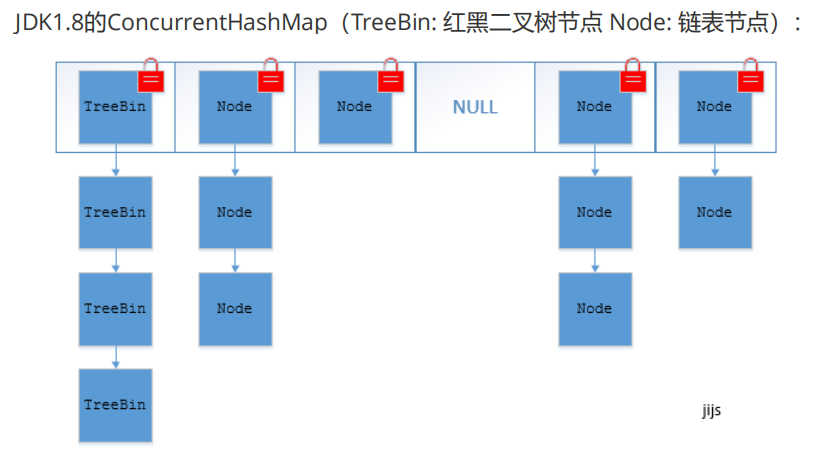 JDK1.8的ConcurrentHashMap（TreeBin: 红黑二叉树节点 Node: 链表节点）:
TreeBin Node Node NULL Node Node
TreeBin Node Node Node
TreeBin Node Node
TreeBin
jijs